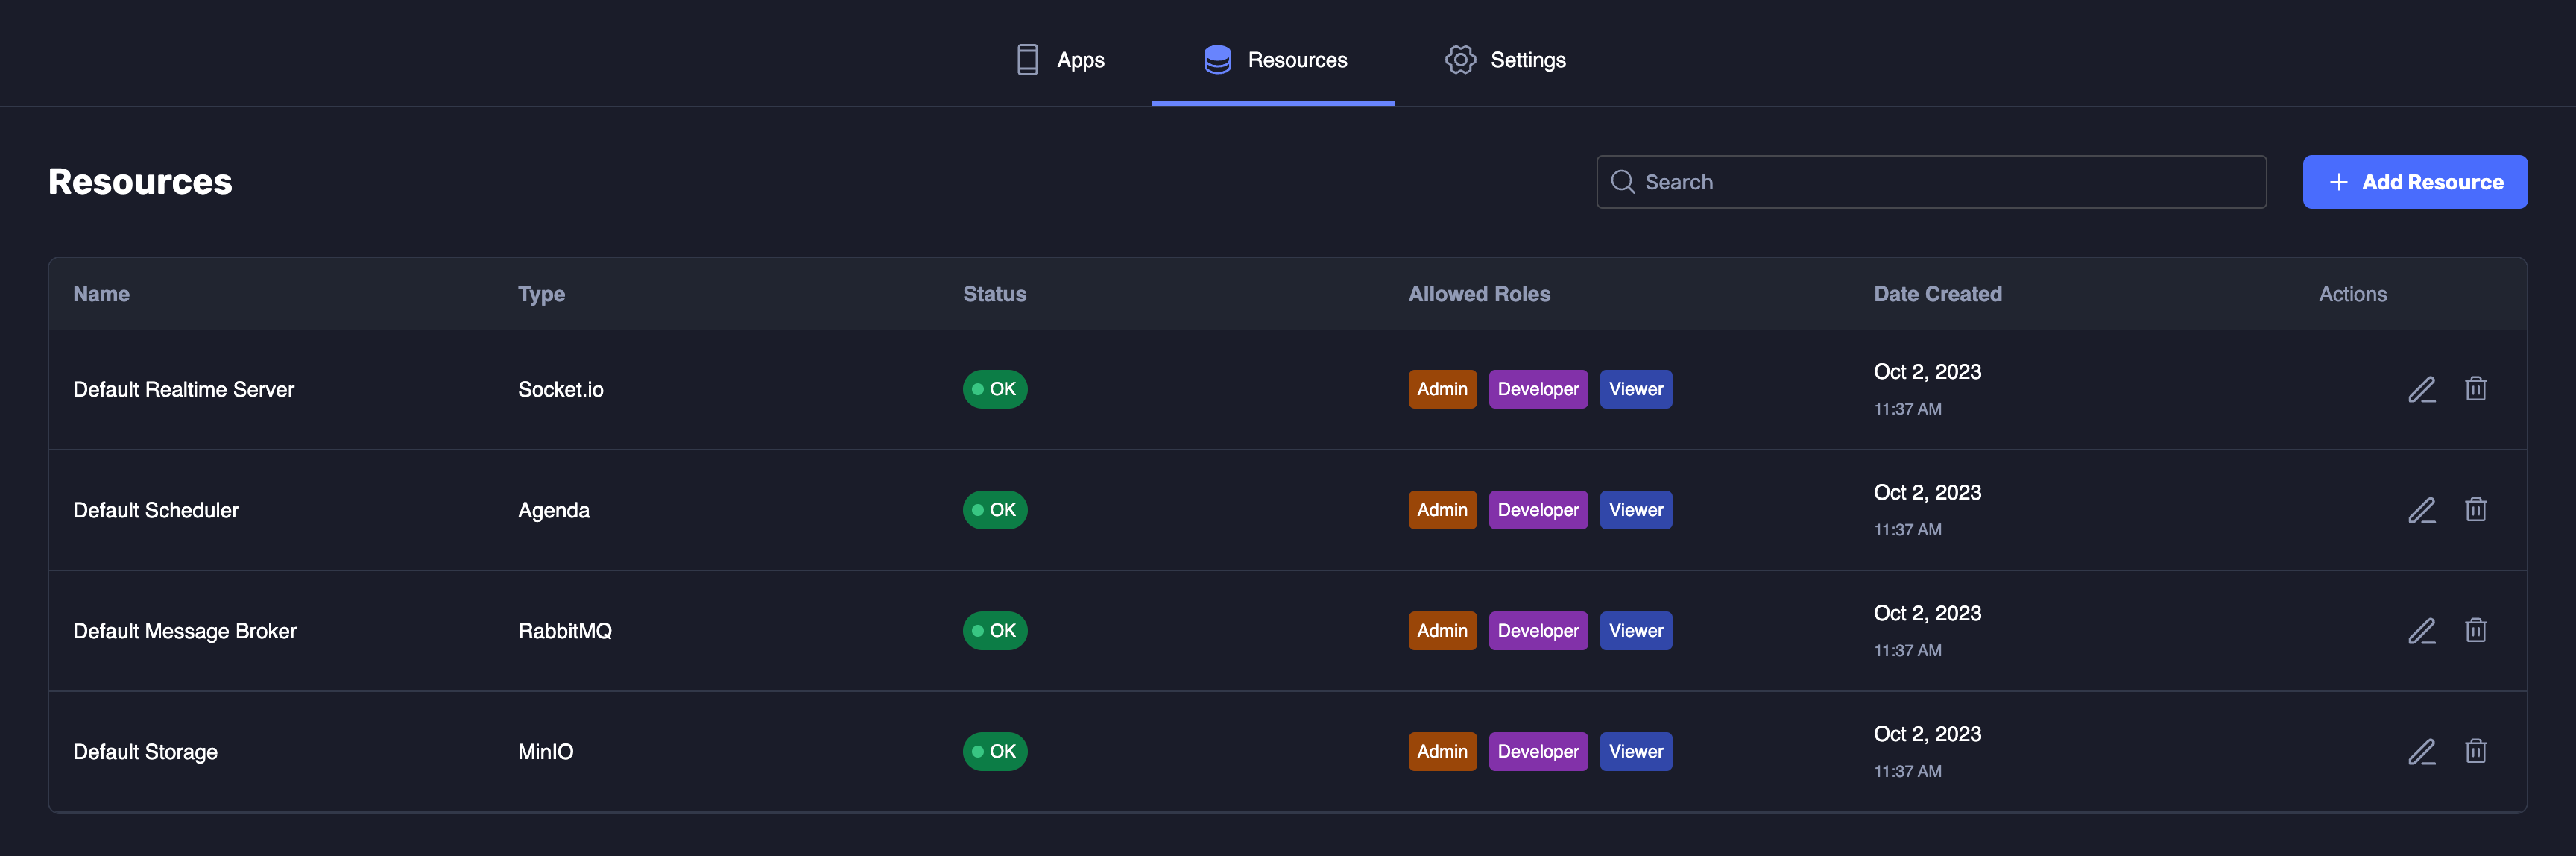 Apps Resources Settings
Resources
Search
Add Resource
Name Type Status Allowed Roles Date Created Actions
Default Realtime Server Socket.io OK Admin Developer Viewer Oct 2, 2023
11:37 AM
Default Scheduler Agenda OK Admin Developer Viewer Oct 2, 2023
11:37 AM
Default Message Broker RabbitMQ OK Admin Developer Viewer Oct 2, 2023
11:37 AM
Default Storage MinIO OK Admin Developer Viewer Oct 2, 2023
11:37 AM